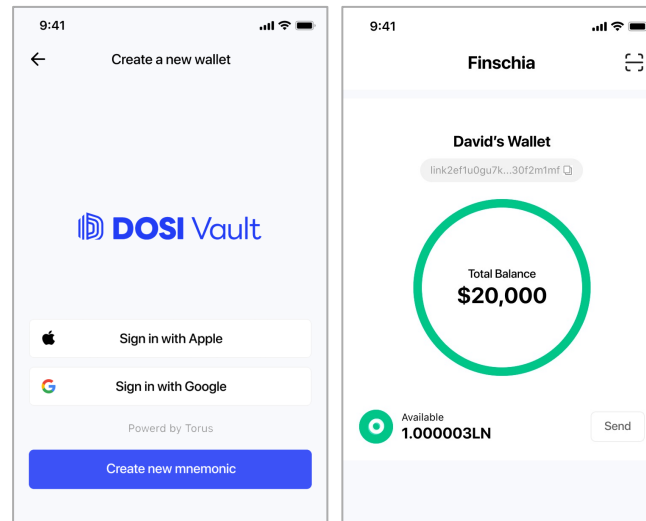 9:41
Create a new wallet
DOSI Vault
Sign in with Apple
Sign in with Google
Powerd by Torus
Create new mnemonic
9:41
Finschia
David's Wallet
link2ef1u0gu7k...30f2m1mf
Total Balance
$20,000
Available
1.000003LN
Send